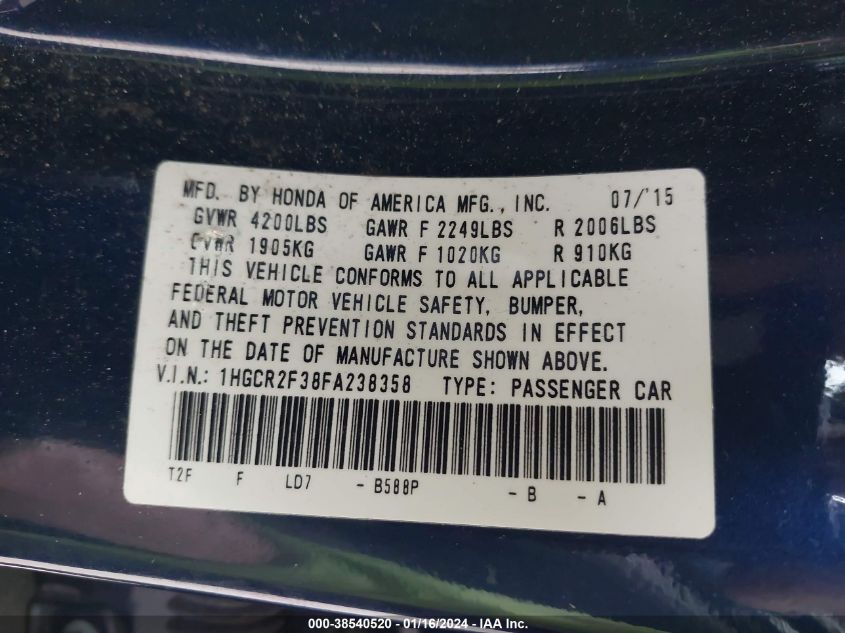 MFD. BY HONDA OF AMERICA MFG., INC. 07/'15
GVWR 4200LBS GAWR F 2249LBS R 2006LBS
GVWR 1905KG GAWR F 1020KG R 910KG
THIS VEHICLE CONFORMS TO ALL APPLICABLE
FEDERAL MOTOR VEHICLE SAFETY, BUMPER,
AND THEFT PREVENTION STANDARDS IN EFFECT
ON THE DATE OF MANUFACTURE SHOWN ABOVE.
V.I.N.: 1HGCR2F38FA238358 TYPE: PASSENGER CAR
T2F F LD7 - B588P - B - A
000-38540520 - 01/16/2024 - IAA Inc.